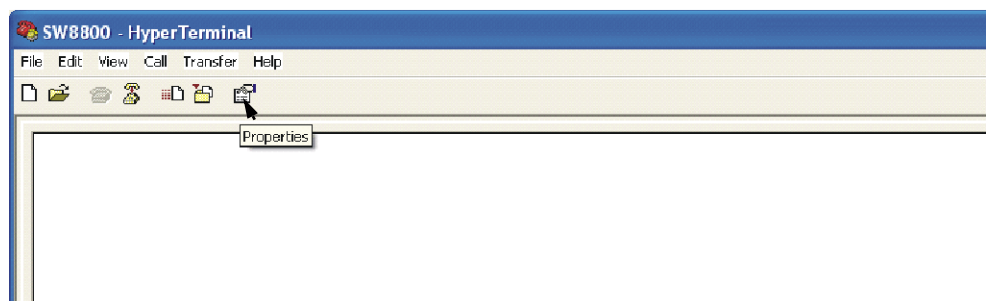 SW8800 - HyperTerminal
File Edit View Call Transfer Help
Properties